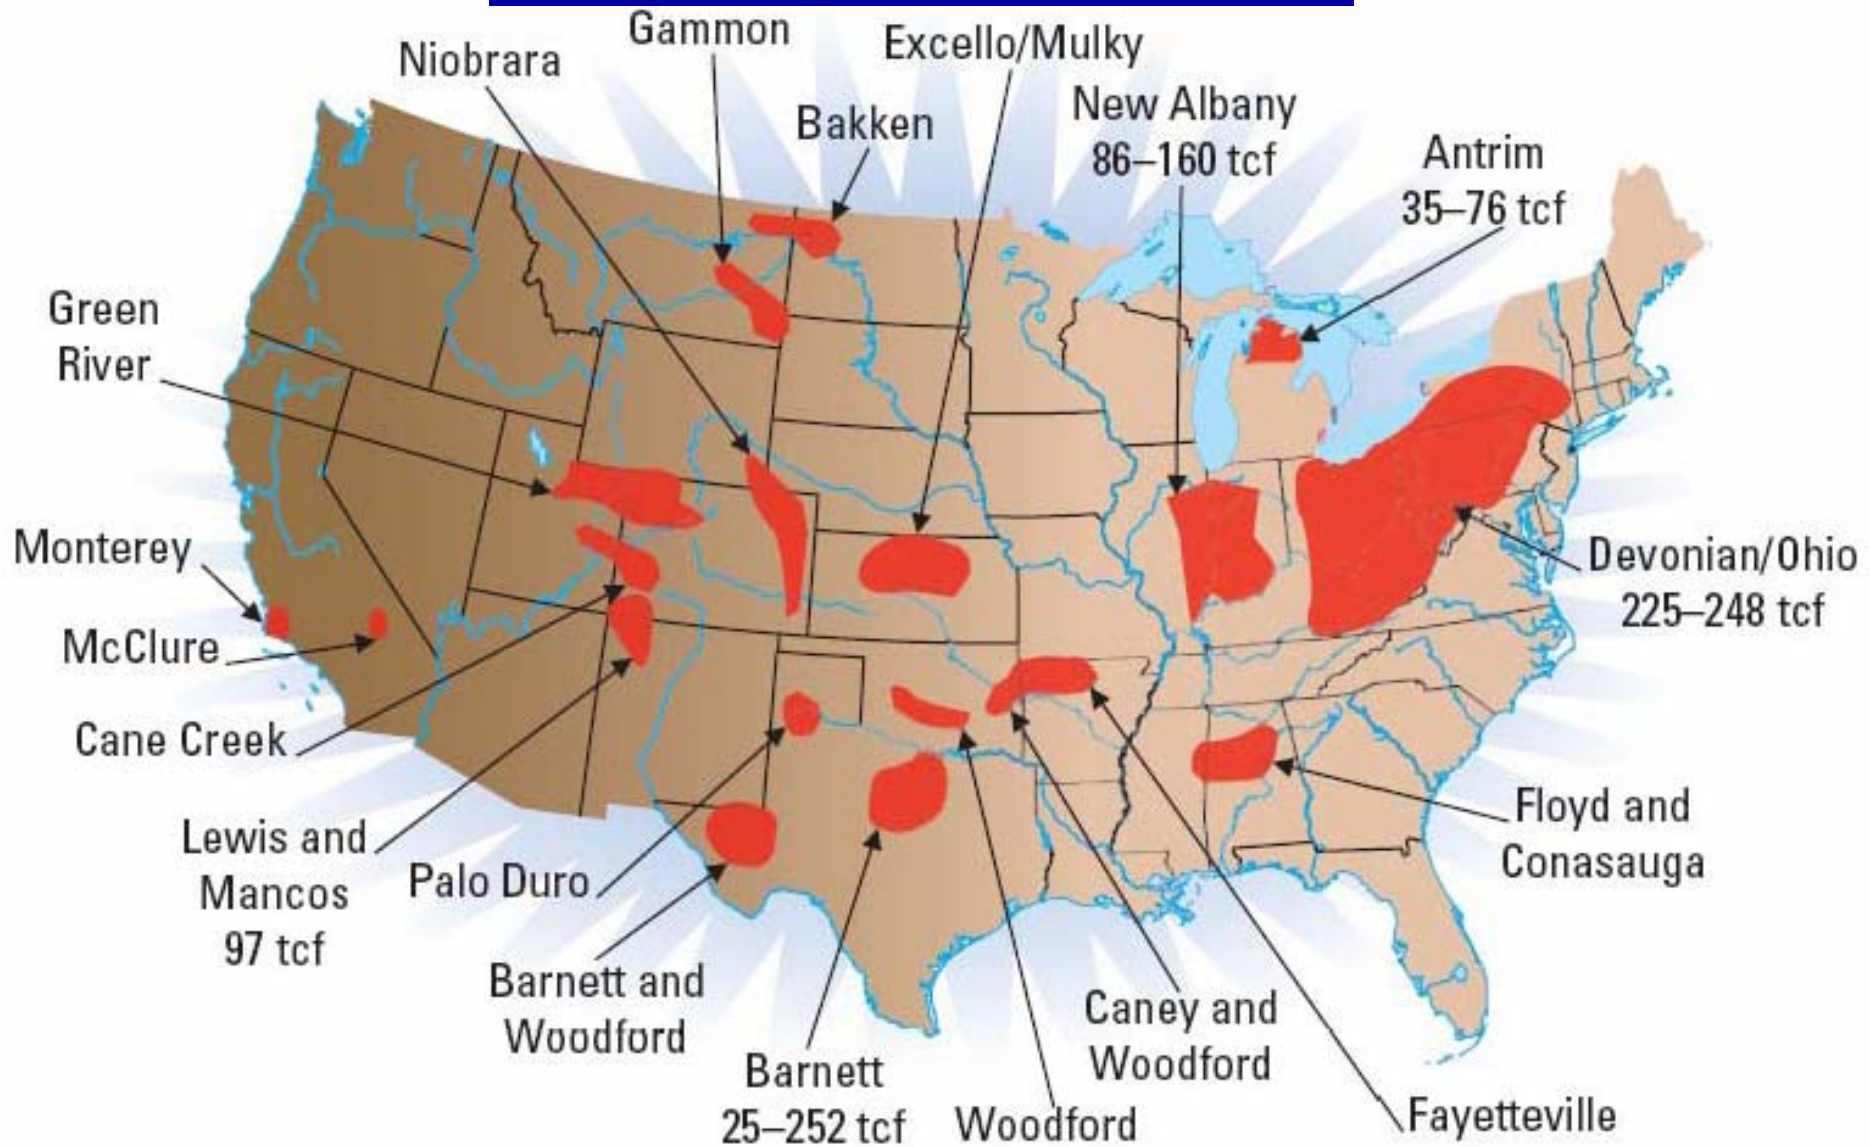 Gammon
Niobrara
Excello/Mulky
New Albany
86–160 tcf
Bakken
Antrim
35–76 tcf
Green
River
Monterey
McClure
Devonian/Ohio
225–248 tcf
Cane Creek
Lewis and
Mancos
97 tcf
Palo Duro
Floyd and
Conasauga
Barnett and
Woodford
Barnett
25–252 tcf
Caney and
Woodford
Woodford
Fayetteville